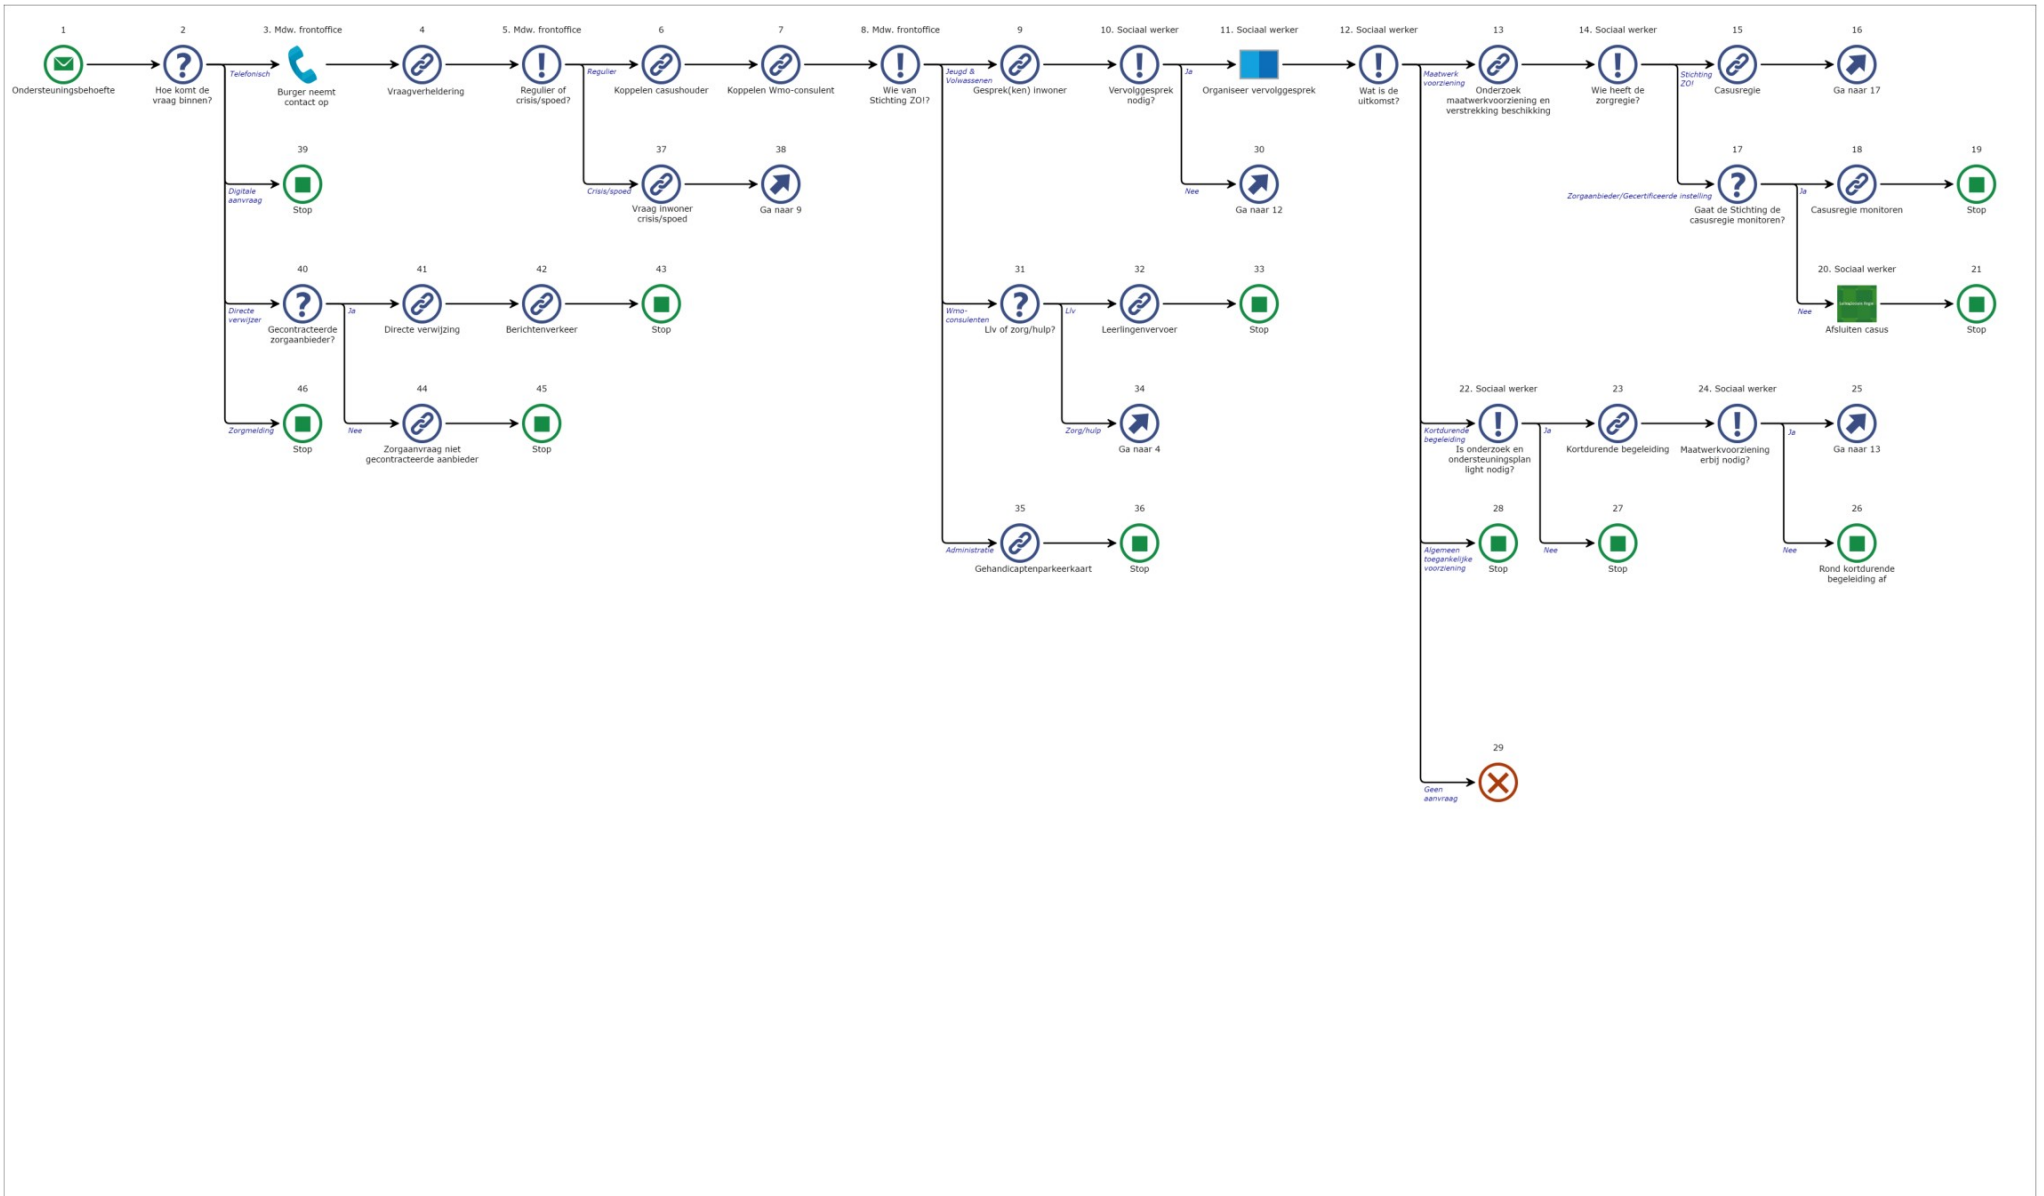 1
Ondersteuningsbehoefte
2
Hoe komt de
vraag binnen?
Telefonisch
3. Mdw. frontoffice
Burger neemt
contact op
4
Vraagverheldering
5. Mdw. frontoffice
Regulier of
crisis/spoed?
Regulier
6
Koppelen casushouder
7
Koppelen Wmo-consulent
8. Mdw. frontoffice
Wie van
Stichting ZO!?
Jeugd &
Volwassenen
9
Gesprek(ken) inwoner
10. Sociaal werker
Vervolggesprek
nodig?
Ja
11. Sociaal werker
Organiseer vervolggesprek
12. Sociaal werker
Wat is de
uitkomst?
Maatwerk
voorziening
13
Onderzoek
maatwerkvoorziening en
verstrekking beschikking
14. Sociaal werker
Wie heeft de
zorgregie?
Stichting
ZO!
15
Casusregie
16
Ga naar 17
Digitale
aanvraag
39
Stop
Crisis/spoed
37
Vraag inwoner
crisis/spoed
38
Ga naar 9
Nee
30
Ga naar 12
Zorgaanbieder/Gecertificeerde instelling
17
Gaat de Stichting de
casusregie monitoren?
Ja
18
Casusregie monitoren
19
Stop
Directe
verwijzer
40
Gecontracteerde
zorgaanbieder?
Ja
41
Directe verwijzing
42
Berichtenverkeer
43
Stop
Wmo-
consulenten
31
Llv of zorg/hulp?
Llv
32
Leerlingenvervoer
33
Stop
Nee
20. Sociaal werker
Afsluiten casus
21
Stop
Zorgmelding
46
Stop
Nee
44
Zorgaanvraag niet
gecontracteerde aanbieder
45
Stop
Zorg/hulp
34
Ga naar 4
Kortdurende
begeleiding
22. Sociaal werker
Is onderzoek en
ondersteuningsplan
light nodig?
Ja
23
Kortdurende begeleiding
24. Sociaal werker
Maatwerkvoorziening
erbij nodig?
Ja
25
Ga naar 13
Administratie
35
Gehandicaptenparkeerkaart
36
Stop
Algemeen
toegankelijke
voorziening
28
Stop
Nee
27
Stop
Nee
26
Rond kortdurende
begeleiding af
Geen
aanvraag
29